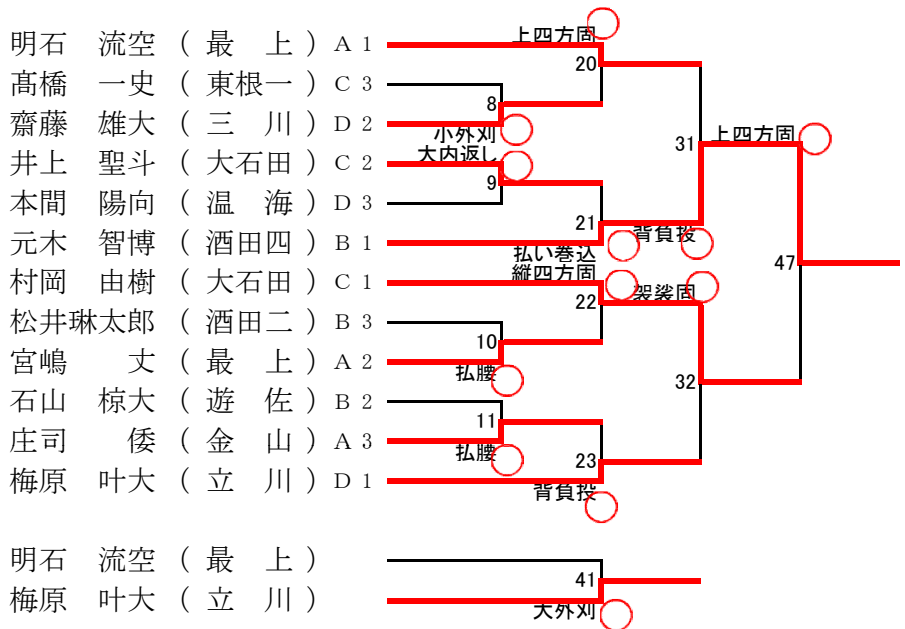 明石　流空（最　上）Ａ１
髙橋　一史（東根一）Ｃ３
齋藤　雄大（三　川）Ｄ２
井上　聖斗（大石田）Ｃ２
本間　陽向（温　海）Ｄ３
元木　智博（酒田四）Ｂ１
村岡　由樹（大石田）Ｃ１
松井琳太郎（酒田二）Ｂ３
宮嶋　　丈（最　上）Ａ２
石山　椋大（遊　佐）Ｂ２
庄司　　倭（金　山）Ａ３
梅原　叶大（立　川）Ｄ１
8
小外刈
大内返し
9
10
払腰
11
払腰
上四方固
20
21
払い巻込
縦四方固
22
23
背負投
31
背負投
袈裟固
32
上四方固
47
明石　流空（最　上）
梅原　叶大（立　川）
41
大外刈